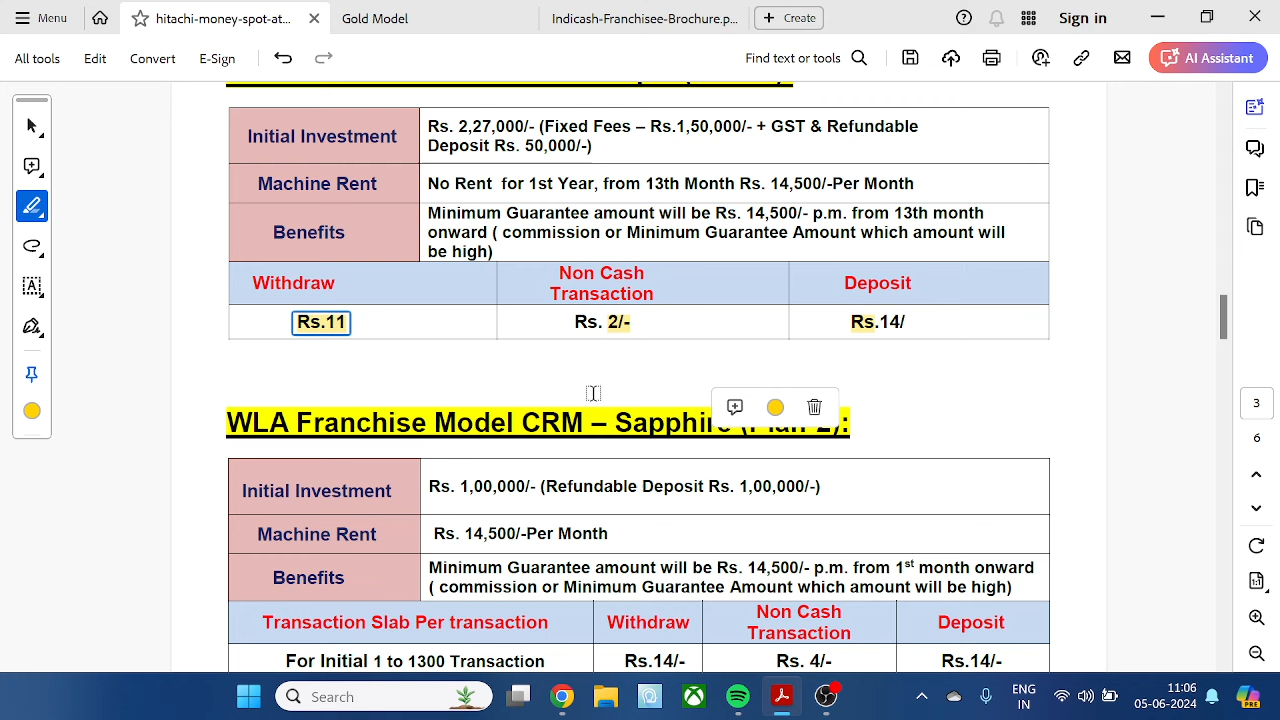 Menu
hitachi-money-spot-at...
Gold Model
Indicash-Franchisee-Brochure.p...
Create
Sign in
All tools
Edit
Convert
E-Sign
Find text or tools
AI Assistant
Initial Investment
Rs. 2,27,000/- (Fixed Fees – Rs.1,50,000/- + GST & Refundable
Deposit Rs. 50,000/-)
Machine Rent
No Rent for 1st Year, from 13th Month Rs. 14,500/-Per Month
Benefits
Minimum Guarantee amount will be Rs. 14,500/- p.m. from 13th month
onward ( commission or Minimum Guarantee Amount which amount will
be high)
Withdraw
Non Cash
Transaction
Deposit
Rs.11
Rs. 2/-
Rs.14/
WLA Franchise Model CRM – Sapphire (Plan-2):
Initial Investment
Rs. 1,00,000/- (Refundable Deposit Rs. 1,00,000/-)
Machine Rent
Rs. 14,500/-Per Month
Benefits
Minimum Guarantee amount will be Rs. 14,500/- p.m. from 1st month onward
( commission or Minimum Guarantee Amount which amount will be high)
Transaction Slab Per transaction
Withdraw
Non Cash
Transaction
Deposit
For Initial 1 to 1300 Transaction
Rs.14/-
Rs. 4/-
Rs.14/-
3
6
1:1
Search
ENG
IN
11:06
05-06-2024
PRE